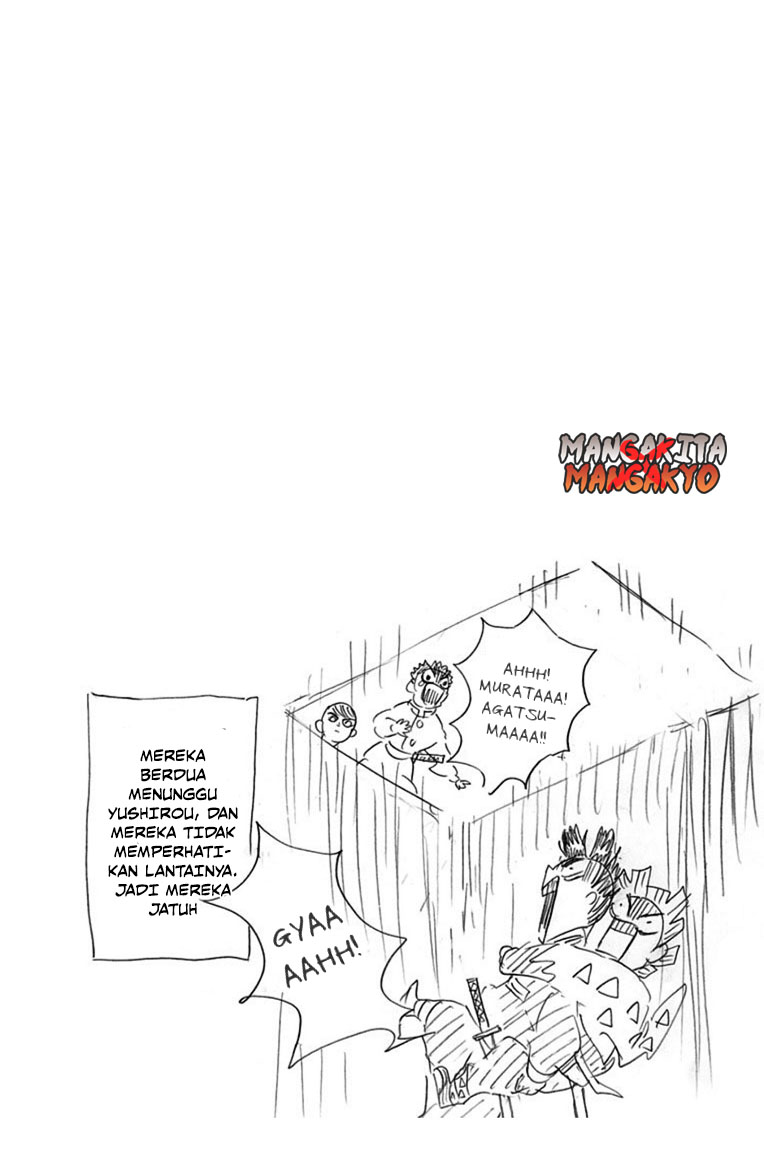 MANGAKITA
MANGAKYO
AHHH!
MURATAAA!
AGATSU-
MAAAA!!
MEREKA
BERDUA
MENUNGGU
YUSHIROU, DAN
MEREKA TIDAK
MEMPERHATI-
KAN LANTAINYA.
JADI MEREKA
JATUH
GYAA
AAHH!